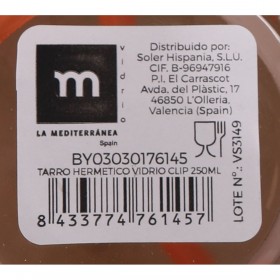 vidrio
m
LA MEDITERRÁNEA
Spain
Distribuido por:
Soler Hispania, S.L.U.
CIF. B-96947916
P.I. El Carrascot
Avda. del Plàstic, 17
46850 L'Olleria.
Valencia (Spain)
BY03030176145
TARRO HERMETICO VIDRIO CLIP 250ML
8 433774 761457
LOTE Nº.: VS3149